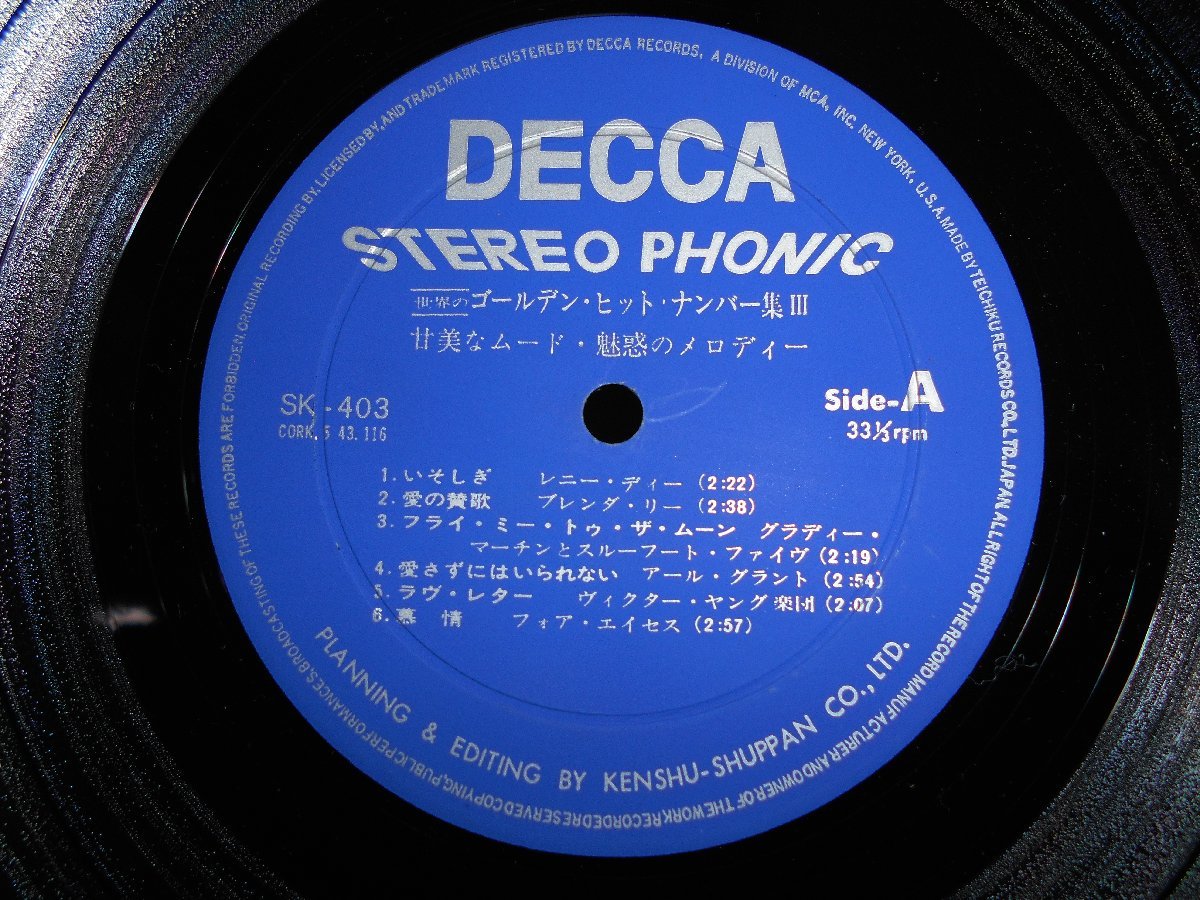 DECCA
STEREO PHONIC
世界の ゴールデン・ヒット・ナンバー集 III
甘美なムード・魅惑のメロディー
SK-403
CORK. S 43.116
Side-A
33⅓rpm
1. いそしぎ レニー・ディー (2:22)
2. 愛の賛歌 ブレンダ・リー (2:38)
3. フライ・ミー・トゥ・ザ・ムーン グラディー・
マーチンとスルーフート・ファイヴ (2:19)
4. 愛さずにはいられない アール・グラント (2:54)
5. ラヴ・レター ヴィクター・ヤング楽団 (2:07)
6. 慕 情 フォア・エイセス (2:57)
PLANNING & EDITING BY KENSHU-SHUPPAN CO., LTD.
ORIGINAL RECORDING BY, LICENSED BY, AND TRADE MARK REGISTERED BY DECCA RECORDS, A DIVISION OF MCA, INC. NEW YORK, U.S.A. MADE BY TEICHIKU RECORDS CO., LTD. JAPAN ALL RIGHT OF THE RECORD MANUFACTURER AND OWNER OF THE WORK RECORDED RESERVED COPYING, PUBLIC PERFORMANCES, BROADCASTING OF THESE RECORDS ARE FORBIDDEN.